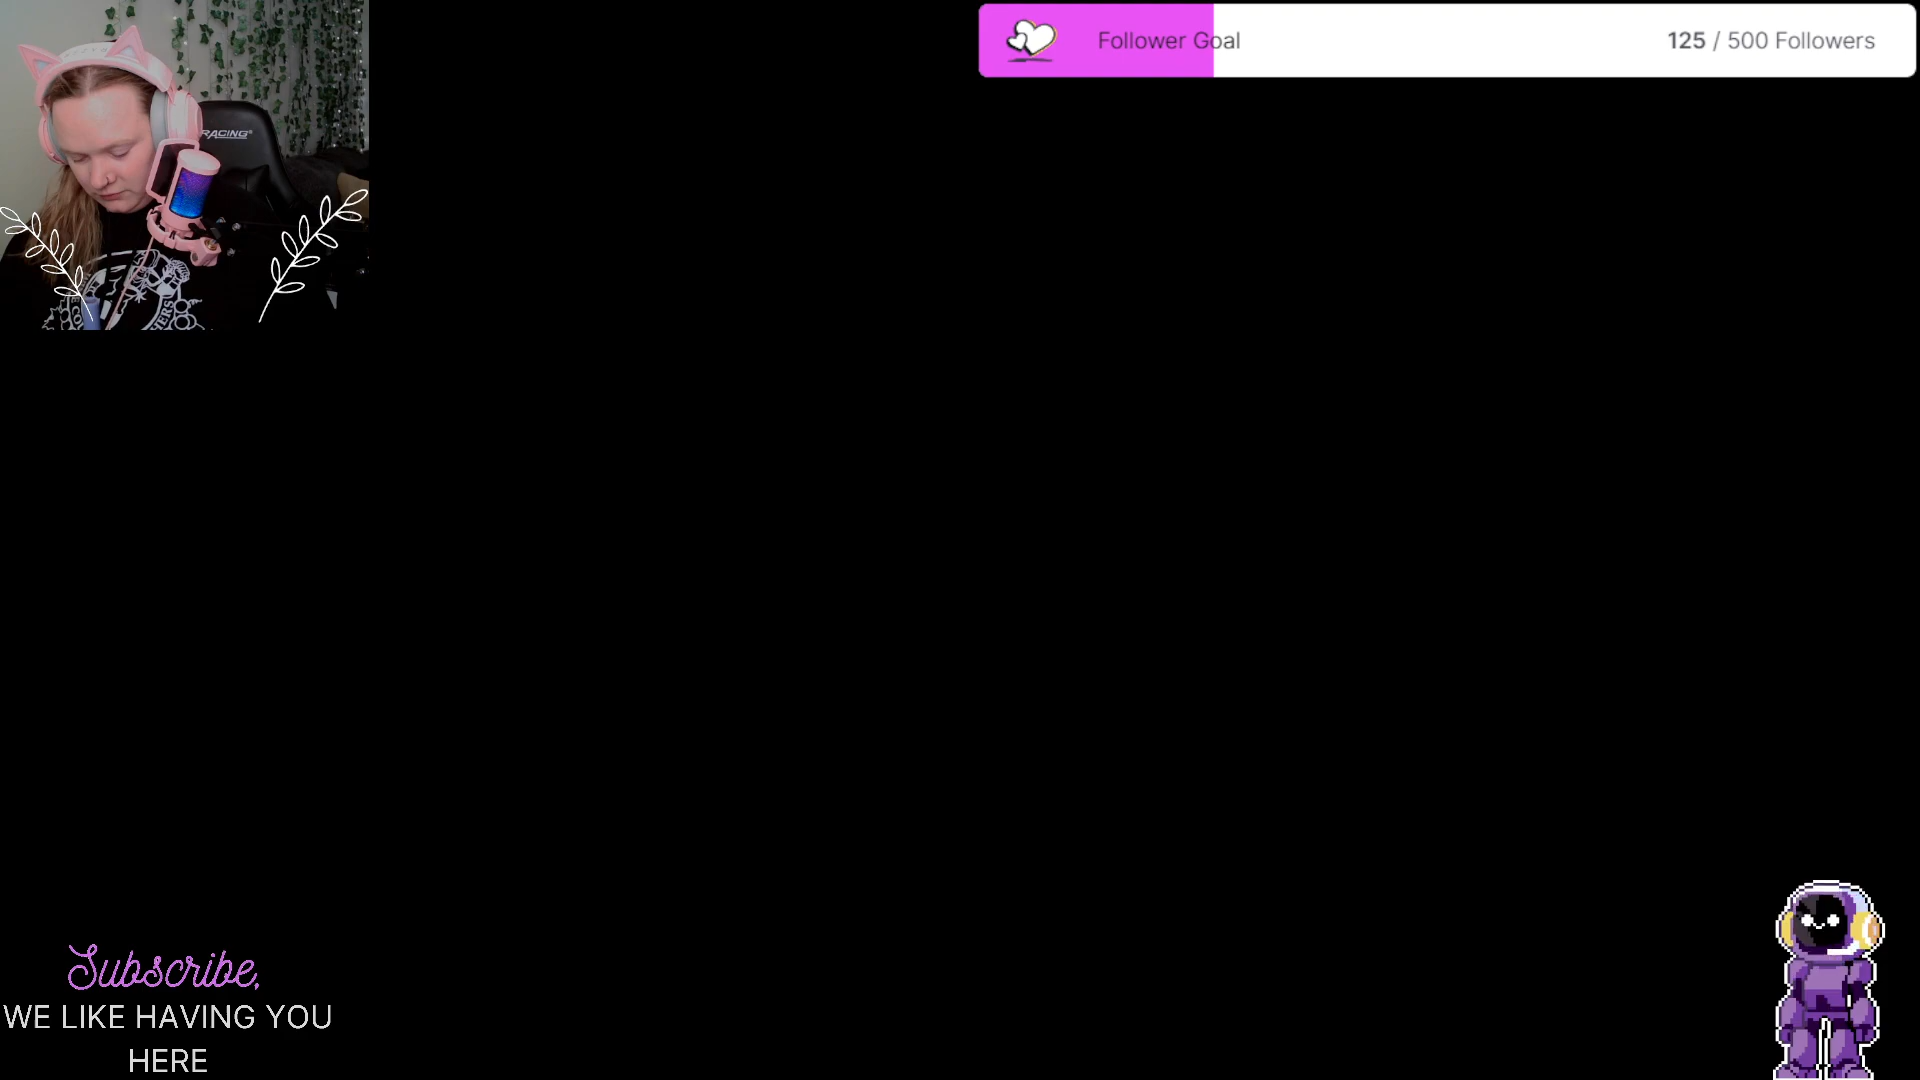 RACING
Follower Goal
125 / 500 Followers
Subscribe,
WE LIKE HAVING YOU
HERE